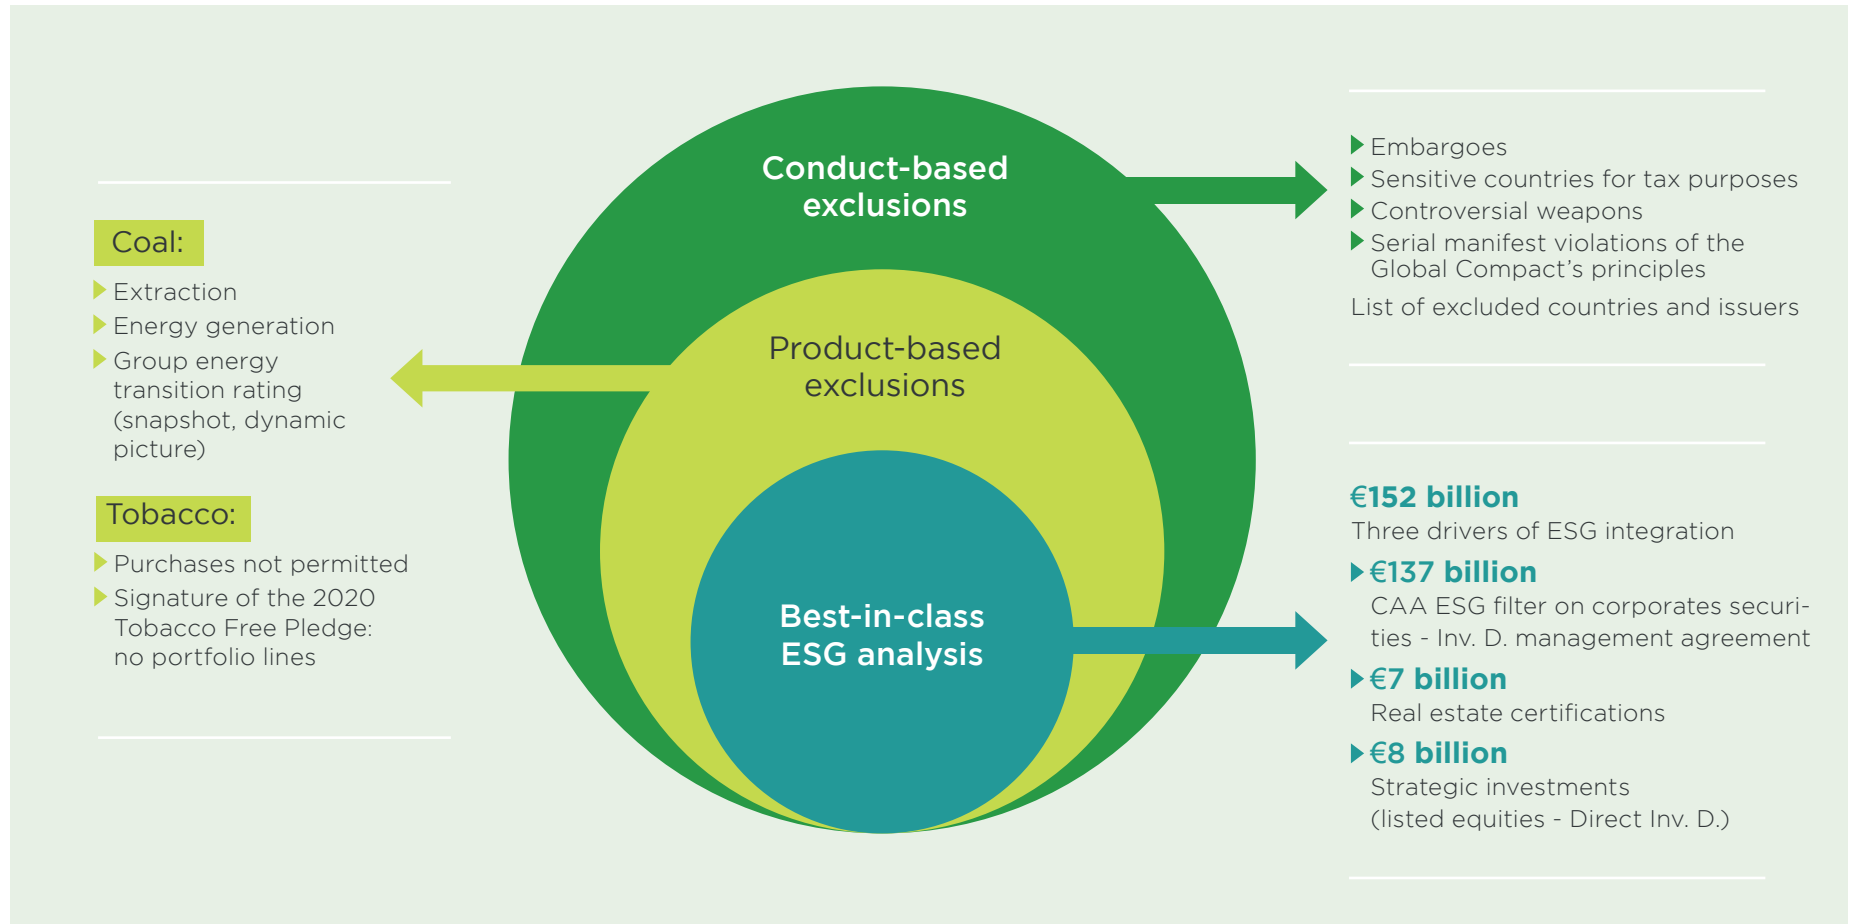 Conduct-based
exclusions
Product-based
exclusions
Best-in-class
ESG analysis
Coal:
Extraction
Energy generation
Group energy
transition rating
(snapshot, dynamic
picture)
Tobacco:
Purchases not permitted
Signature of the 2020
Tobacco Free Pledge:
no portfolio lines
Embargoes
Sensitive countries for tax purposes
Controversial weapons
Serial manifest violations of the
Global Compact’s principles
List of excluded countries and issuers
€152 billion
Three drivers of ESG integration
€137 billion
CAA ESG filter on corporates securi-
ties - Inv. D. management agreement
€7 billion
Real estate certifications
€8 billion
Strategic investments
(listed equities - Direct Inv. D.)